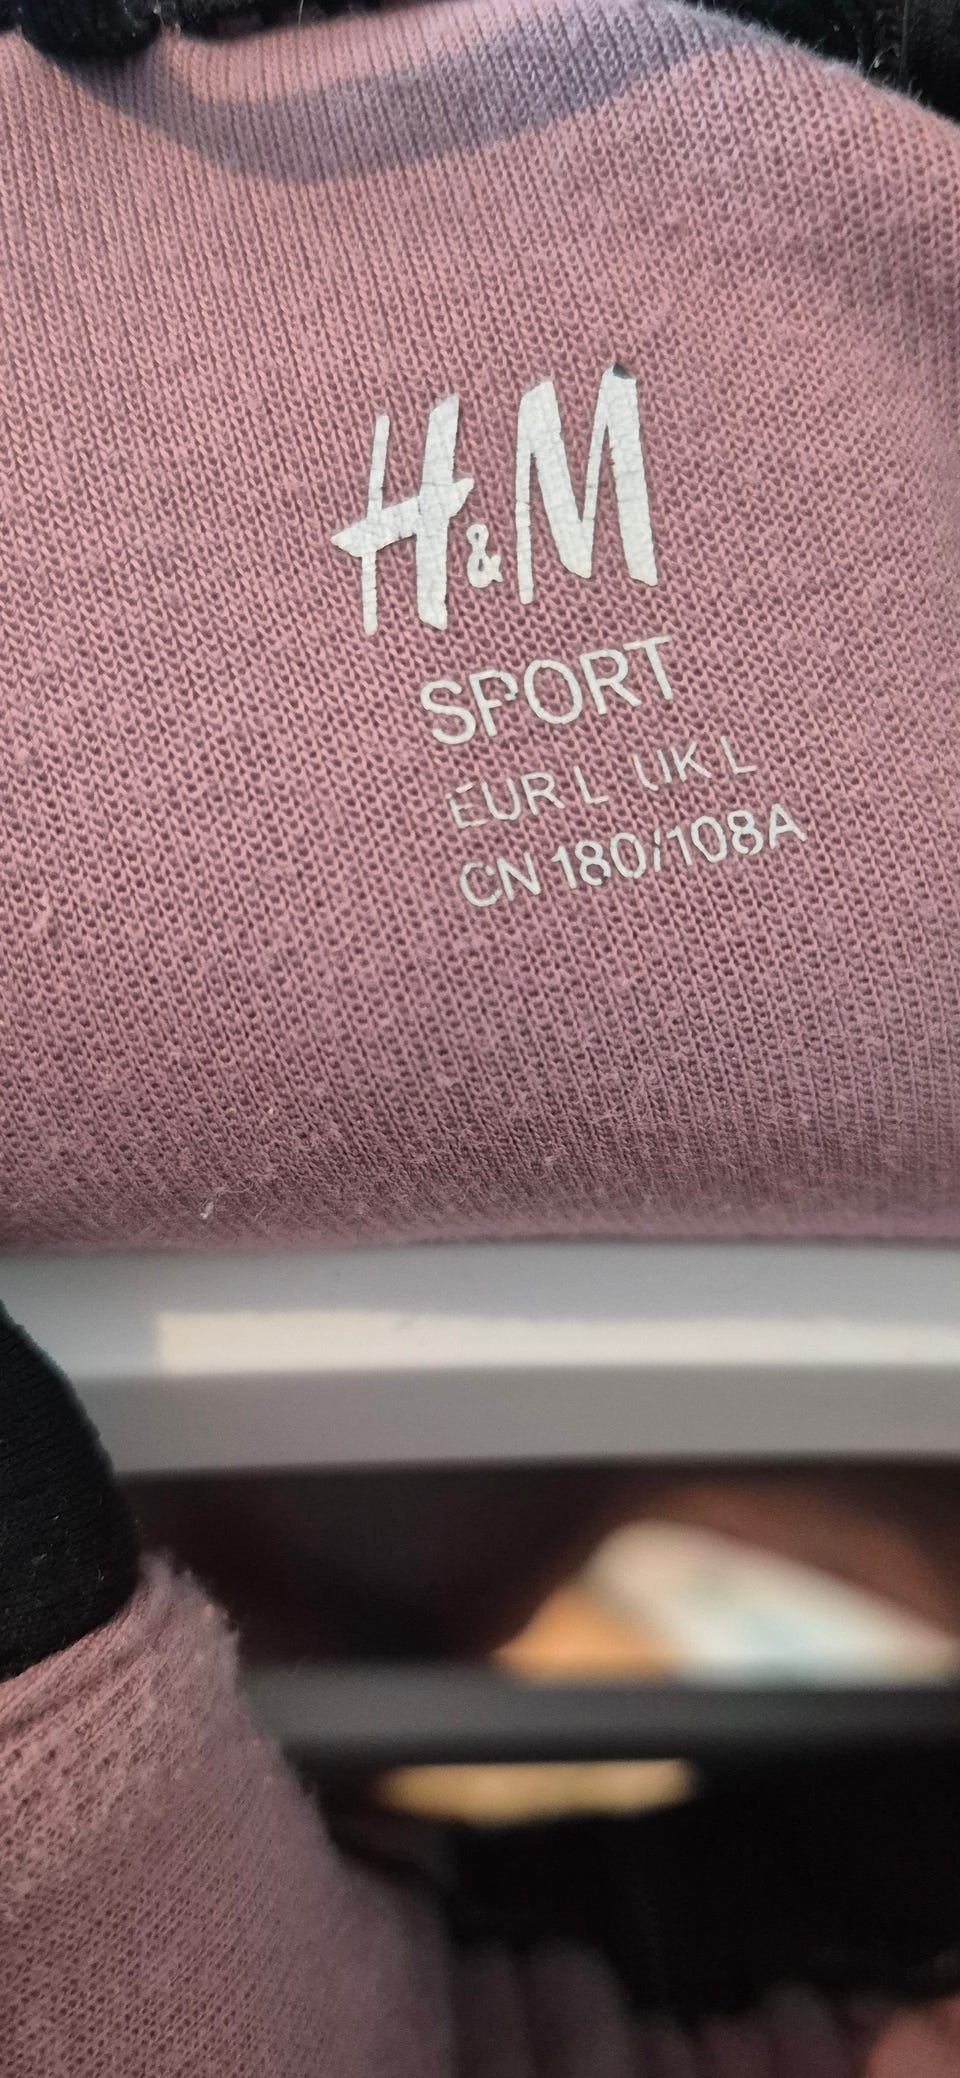 H&M
SPORT
EUR L UK L
CN 180/108A